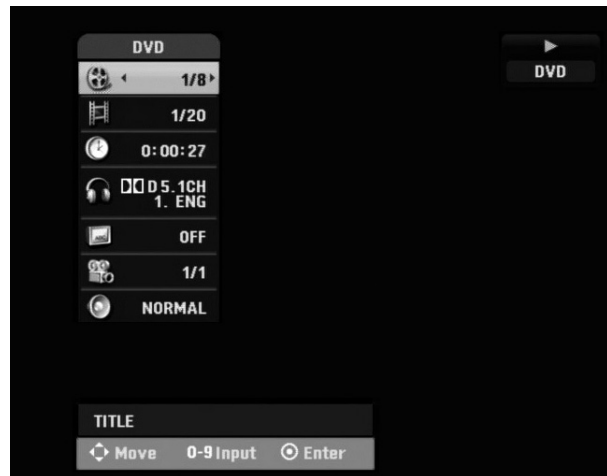 DVD
1/8
1/20
0:00:27
D 5.1CH
1. ENG
OFF
1/1
NORMAL
DVD
TITLE
Move 0-9 Input Enter